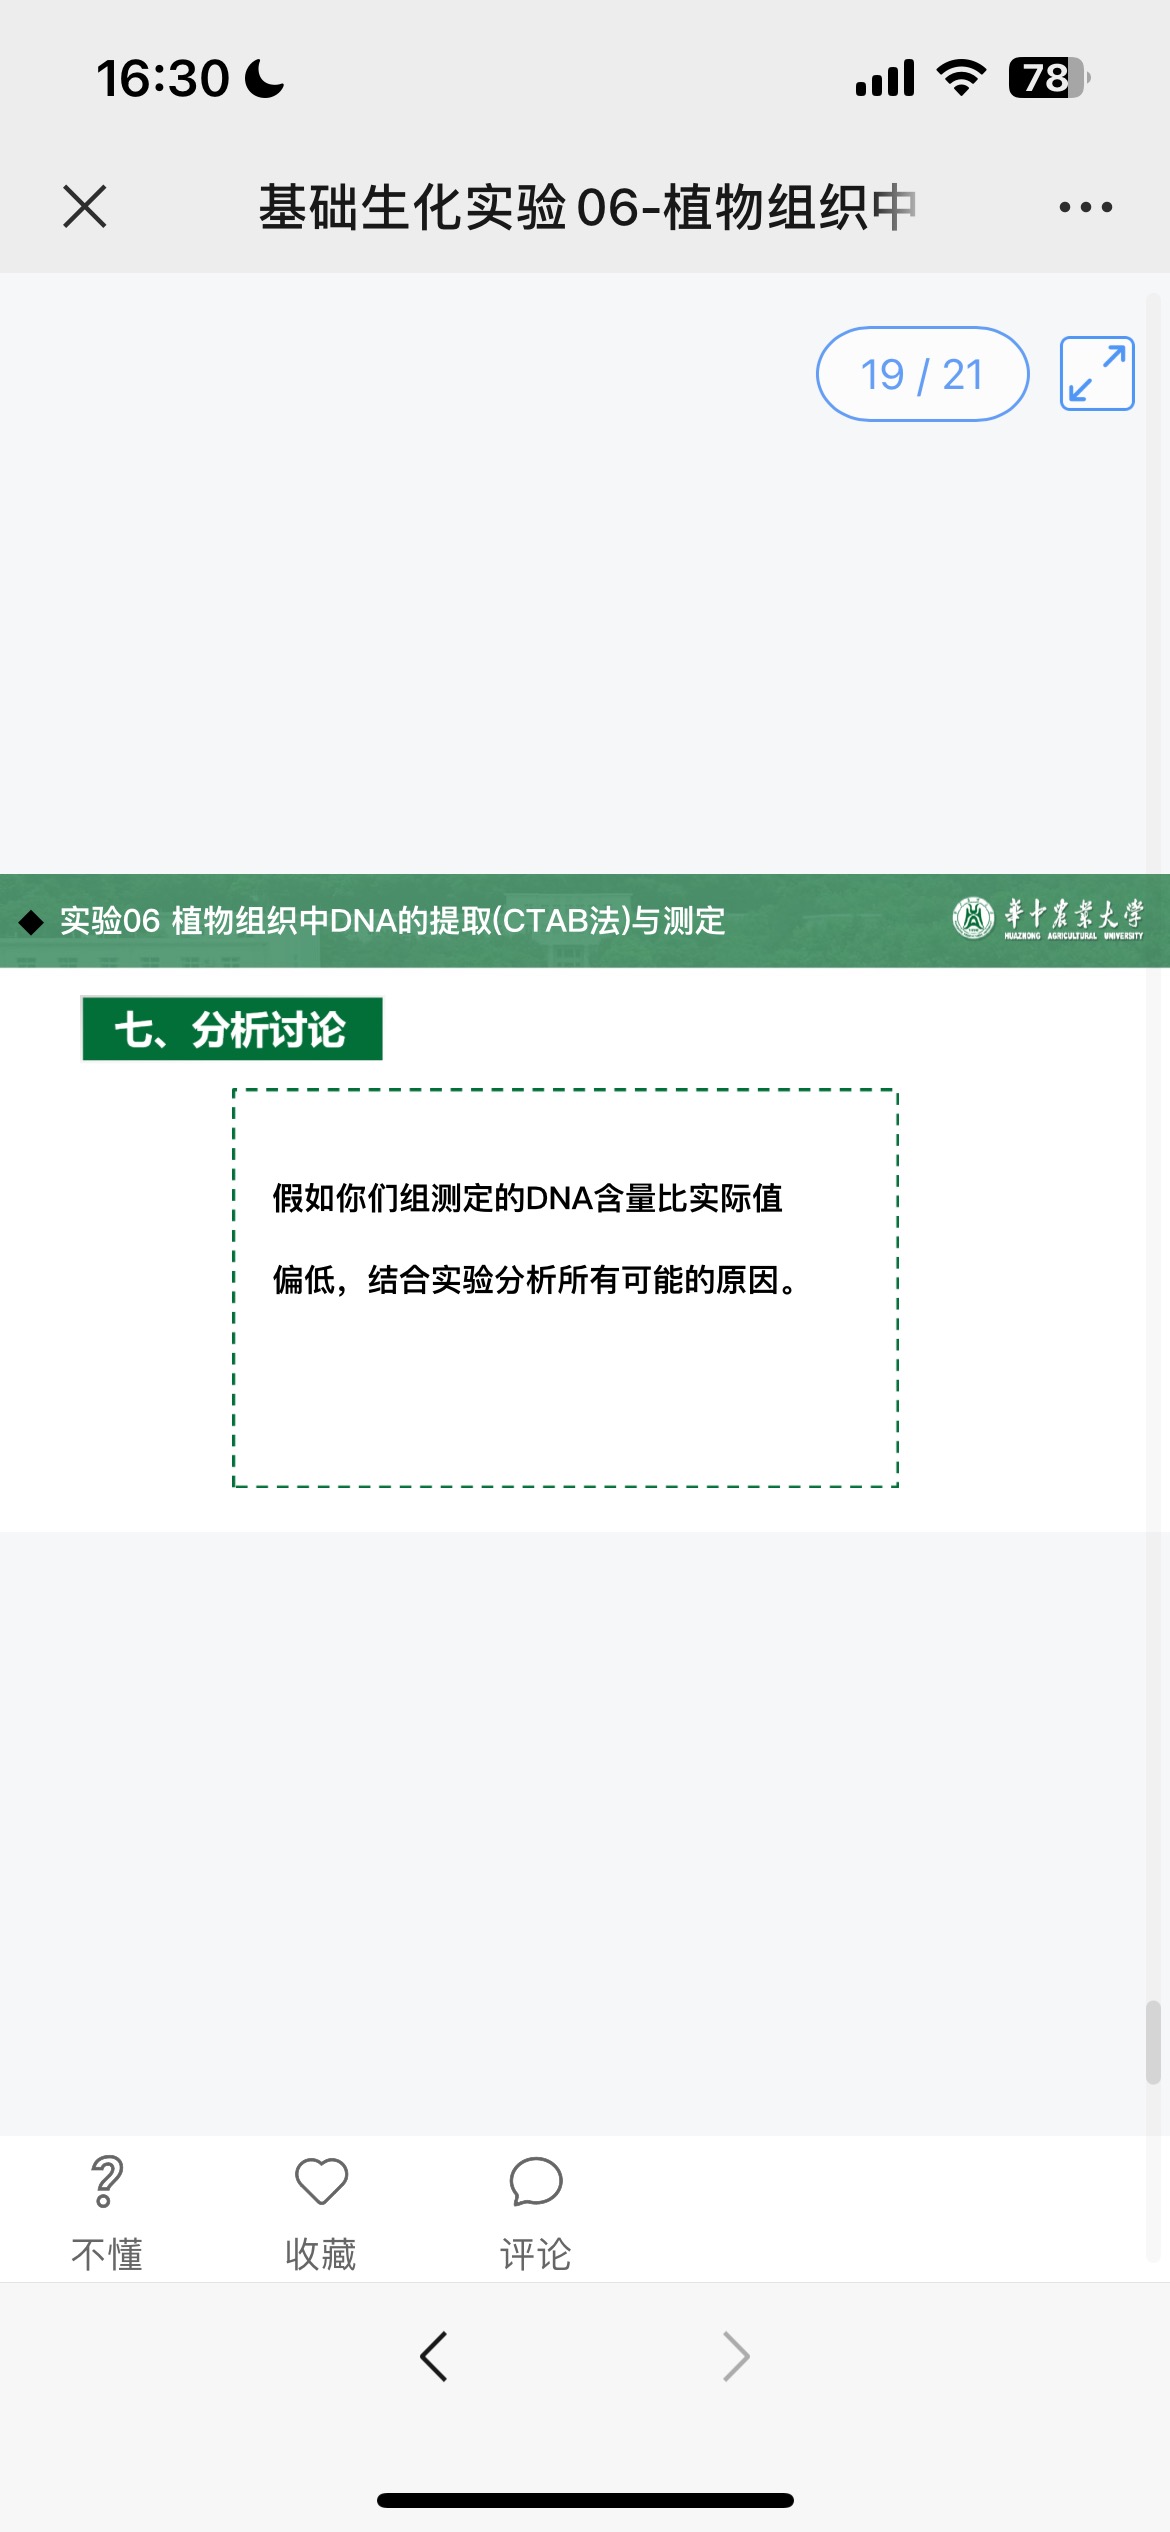 16:30
78
基础生化实验 06-植物组织中
19 / 21
◆ 实验06 植物组织中DNA的提取(CTAB法)与测定
華中农業大学
HUAZHONG AGRICULTURAL UNIVERSITY
七、分析讨论
假如你们组测定的DNA含量比实际值
偏低，结合实验分析所有可能的原因。
不懂
收藏
评论